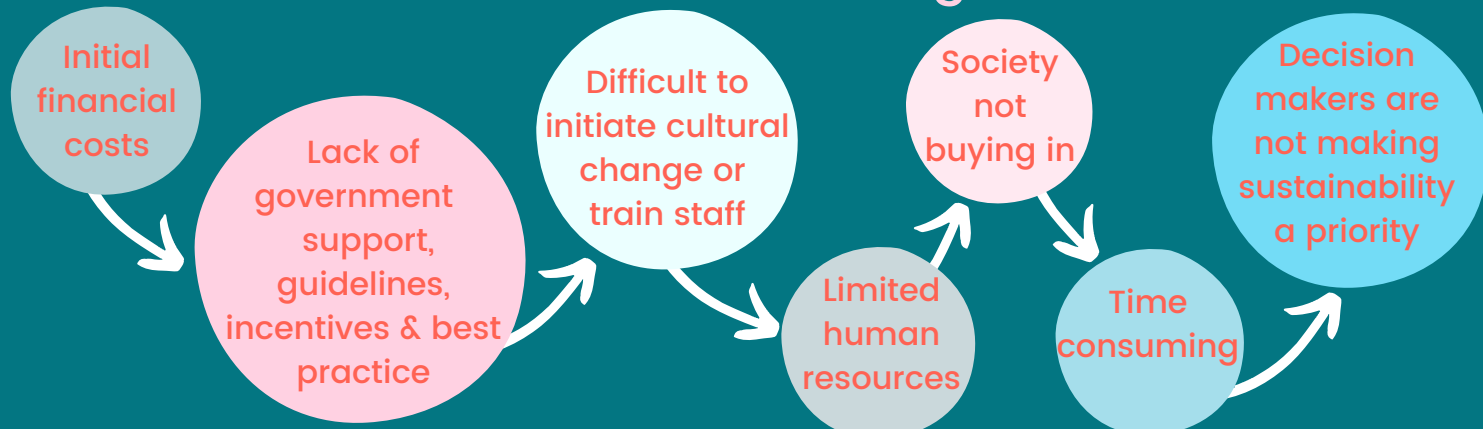 Initial
financial
costs
Lack of
government
support,
guidelines,
incentives & best
practice
Difficult to
initiate cultural
change or
train staff
Limited
human
resources
Society
not
buying in
Time
consuming
Decision
makers are
not making
sustainability
a priority